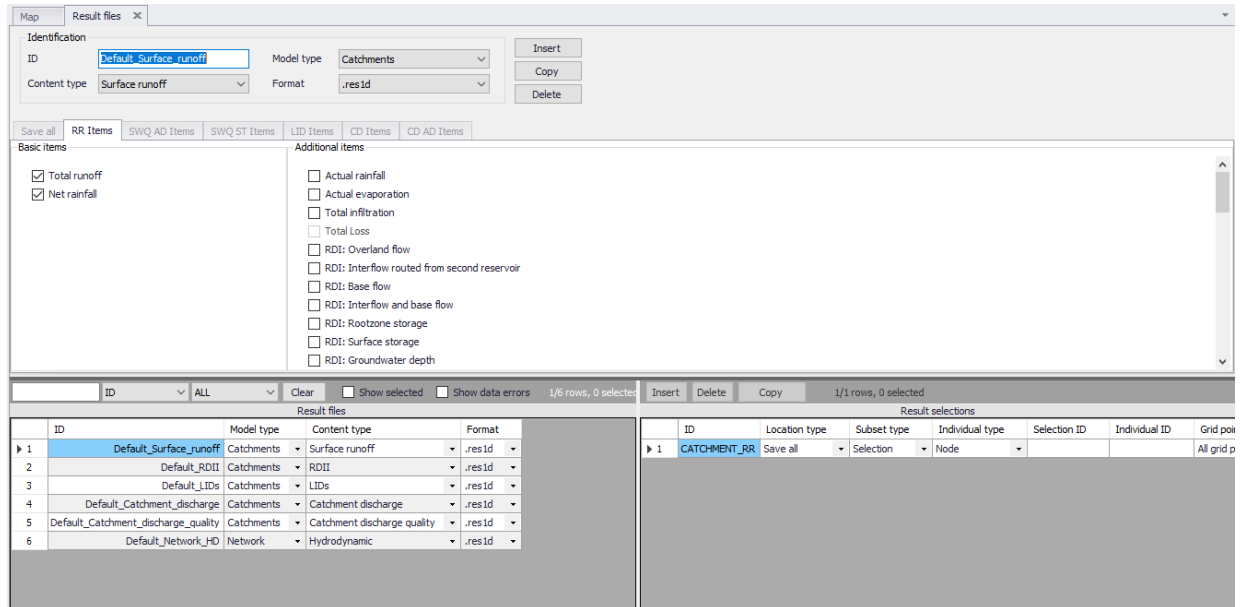 Map Result files
Identification
ID Default_Surface_runoff Model type Catchments Insert
Content type Surface runoff Format .res1d Copy
Delete
Save all RR Items SWQ AD Items SWQ ST Items LID Items CD Items CD AD Items
Basic items Additional items
Total runoff Actual rainfall
Net rainfall Actual evaporation
Total infiltration
Total Loss
RDI: Overland flow
RDI: Interflow routed from second reservoir
RDI: Base flow
RDI: Interflow and base flow
RDI: Rootzone storage
RDI: Surface storage
RDI: Groundwater depth
ID ALL Clear Show selected Show data errors 1/6 rows, 0 selected Insert Delete Copy 1/1 rows, 0 selected
Result files Result selections
ID Model type Content type Format ID Location type Subset type Individual type Selection ID Individual ID Grid poi
1 Default_Surface_runoff Catchments Surface runoff .res1d 1 CATCHMENT_RR Save all Selection Node All grid p
2 Default_RDII Catchments RDII .res1d
3 Default_LIDs Catchments LIDs .res1d
4 Default_Catchment_discharge Catchments Catchment discharge .res1d
5 Default_Catchment_discharge_quality Catchments Catchment discharge quality .res1d
6 Default_Network_HD Network Hydrodynamic .res1d